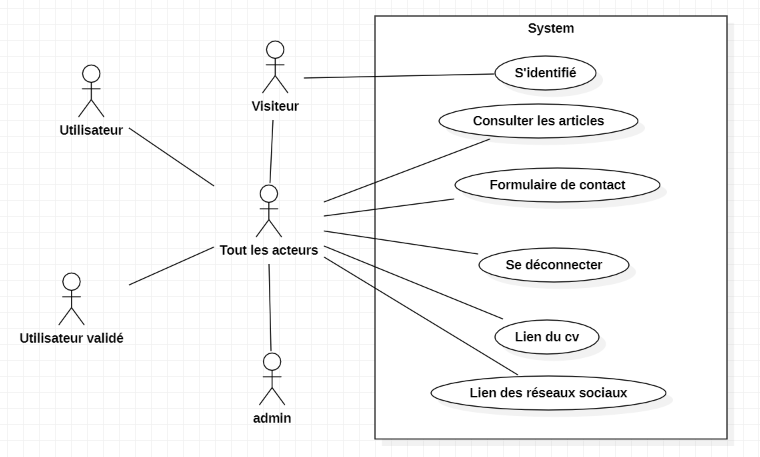 System
S'identifié
Visiteur
Consulter les articles
Utilisateur
Formulaire de contact
Tout les acteurs
Se déconnecter
Utilisateur validé
Lien du cv
Lien des réseaux sociaux
admin